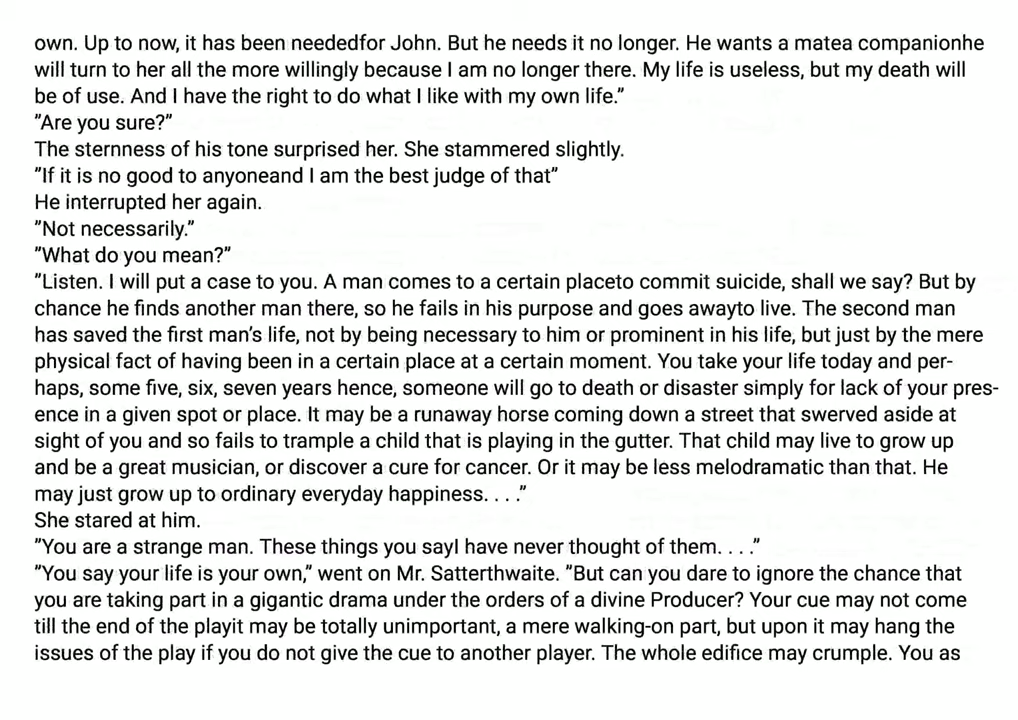 own. Up to now, it has been neededfor John. But he needs it no longer. He wants a matea companionhe
will turn to her all the more willingly because I am no longer there. My life is useless, but my death will
be of use. And I have the right to do what I like with my own life."
"Are you sure?"
The sternness of his tone surprised her. She stammered slightly.
"If it is no good to anyoneand I am the best judge of that"
He interrupted her again.
"Not necessarily."
"What do you mean?"
"Listen. I will put a case to you. A man comes to a certain placeto commit suicide, shall we say? But by
chance he finds another man there, so he fails in his purpose and goes awayto live. The second man
has saved the first man's life, not by being necessary to him or prominent in his life, but just by the mere
physical fact of having been in a certain place at a certain moment. You take your life today and per-
haps, some five, six, seven years hence, someone will go to death or disaster simply for lack of your pres-
ence in a given spot or place. It may be a runaway horse coming down a street that swerved aside at
sight of you and so fails to trample a child that is playing in the gutter. That child may live to grow up
and be a great musician, or discover a cure for cancer. Or it may be less melodramatic than that. He
may just grow up to ordinary everyday happiness. . . ."
She stared at him.
"You are a strange man. These things you sayI have never thought of them. . . ."
"You say your life is your own," went on Mr. Satterthwaite. "But can you dare to ignore the chance that
you are taking part in a gigantic drama under the orders of a divine Producer? Your cue may not come
till the end of the playit may be totally unimportant, a mere walking-on part, but upon it may hang the
issues of the play if you do not give the cue to another player. The whole edifice may crumple. You as